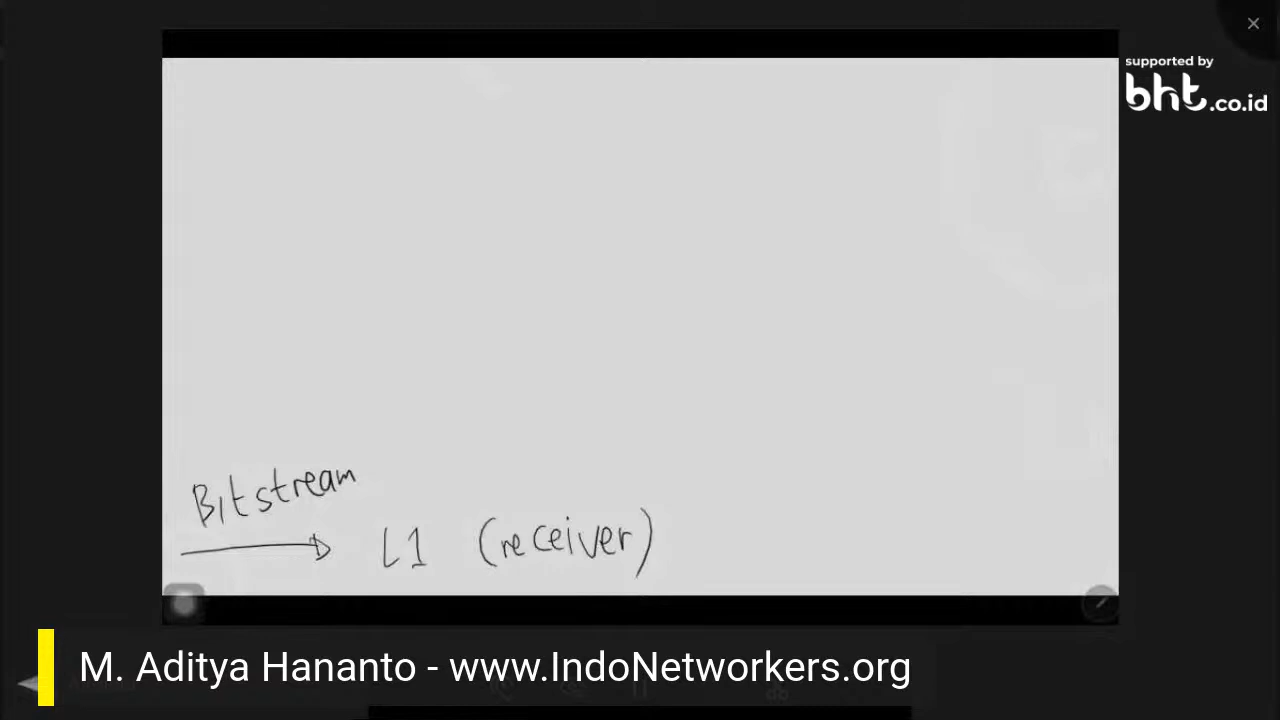 supported by
bht.co.id
Bitstream
L1 (receiver)
M. Aditya Hananto - www.IndoNetworkers.org